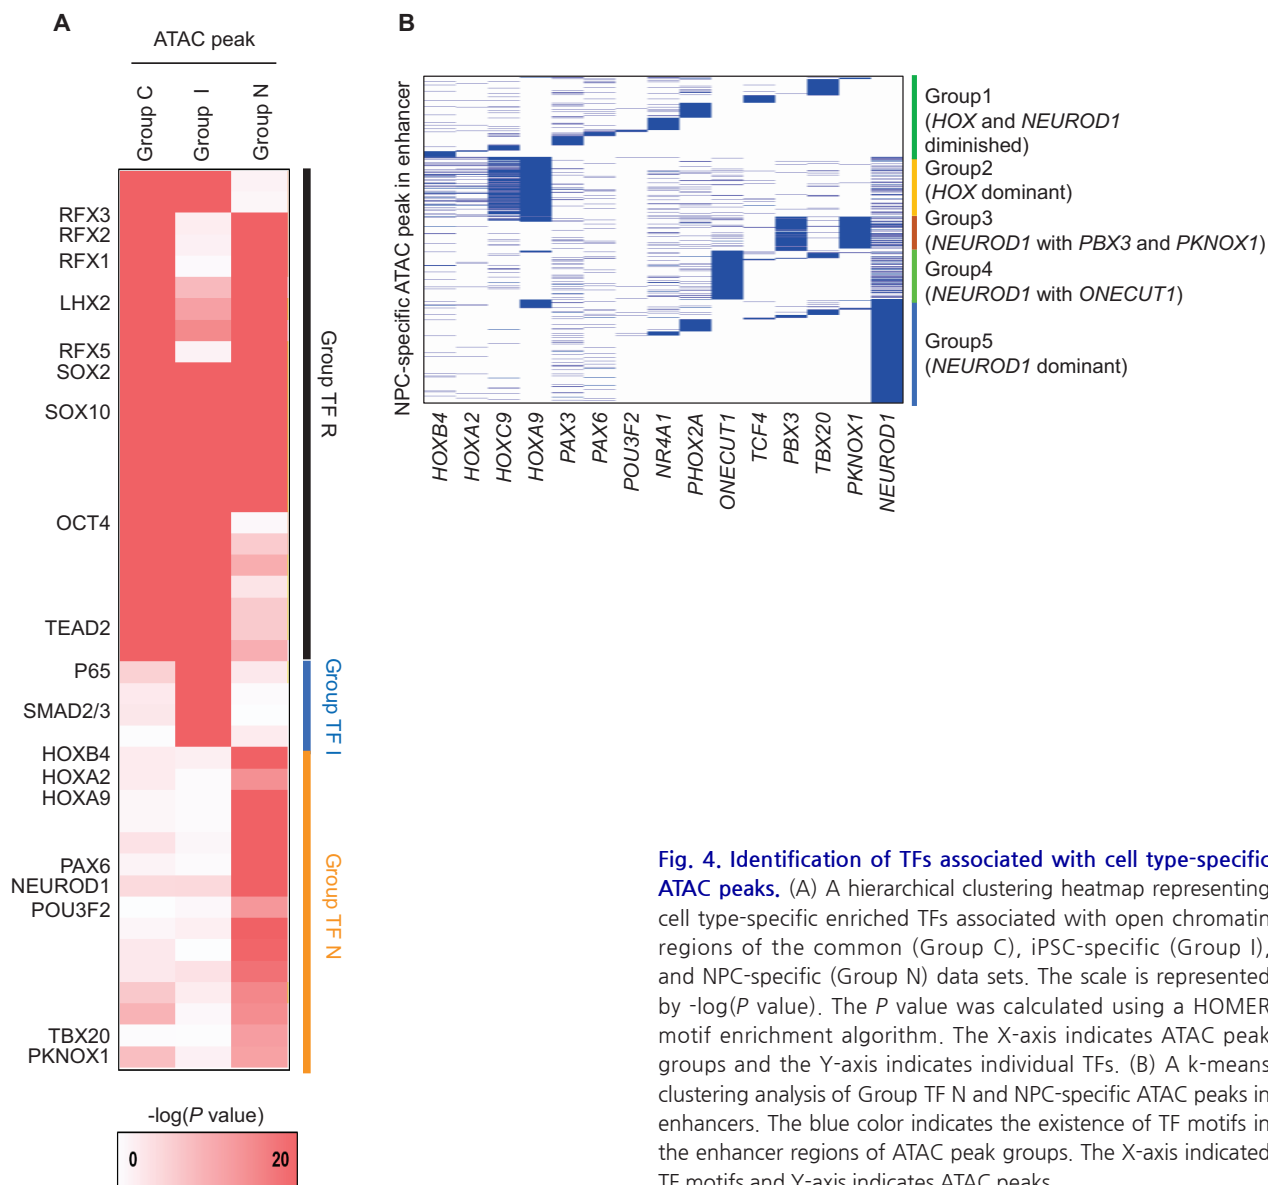 A
ATAC peak
Group C
Group I
Group N
RFX3
RFX2
RFX1
LHX2
RFX5
SOX2
SOX10
OCT4
TEAD2
P65
SMAD2/3
HOXB4
HOXA2
HOXA9
PAX6
NEUROD1
POU3F2
TBX20
PKNOX1
Group TF R
Group TF I
Group TF N
-log(P value)
0 20
B
NPC-specific ATAC peak in enhancer
Group1
(HOX and NEUROD1
diminished)
Group2
(HOX dominant)
Group3
(NEUROD1 with PBX3 and PKNOX1)
Group4
(NEUROD1 with ONECUT1)
Group5
(NEUROD1 dominant)
HOXB4
HOXA2
HOXC9
HOXA9
PAX3
PAX6
POU3F2
NR4A1
PHOX2A
ONECUT1
TCF4
PBX3
TBX20
PKNOX1
NEUROD1
Fig. 4. Identification of TFs associated with cell type-specific
ATAC peaks. (A) A hierarchical clustering heatmap representing
cell type-specific enriched TFs associated with open chromatin
regions of the common (Group C), iPSC-specific (Group I),
and NPC-specific (Group N) data sets. The scale is represented
by -log(P value). The P value was calculated using a HOMER
motif enrichment algorithm. The X-axis indicates ATAC peak
groups and the Y-axis indicates individual TFs. (B) A k-means
clustering analysis of Group TF N and NPC-specific ATAC peaks in
enhancers. The blue color indicates the existence of TF motifs in
the enhancer regions of ATAC peak groups. The X-axis indicated
TF motifs and Y-axis indicates ATAC peaks.